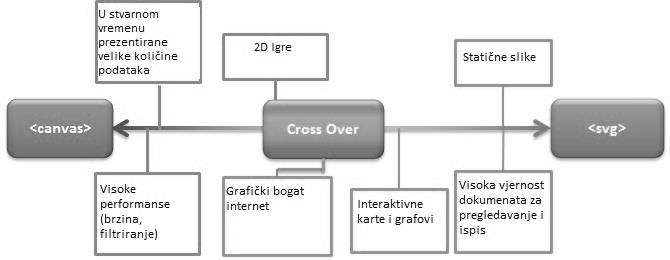 U stvarnom
vremenu
prezentirane
velike količine
podataka
2D Igre
Statične slike
<canvas>
Cross Over
<svg>
Visoke
performanse
(brzina,
filtriranje)
Grafički bogat
internet
Interaktivne
karte i grafovi
Visoka vjernost
dokumenata za
pregledavanje i
ispis